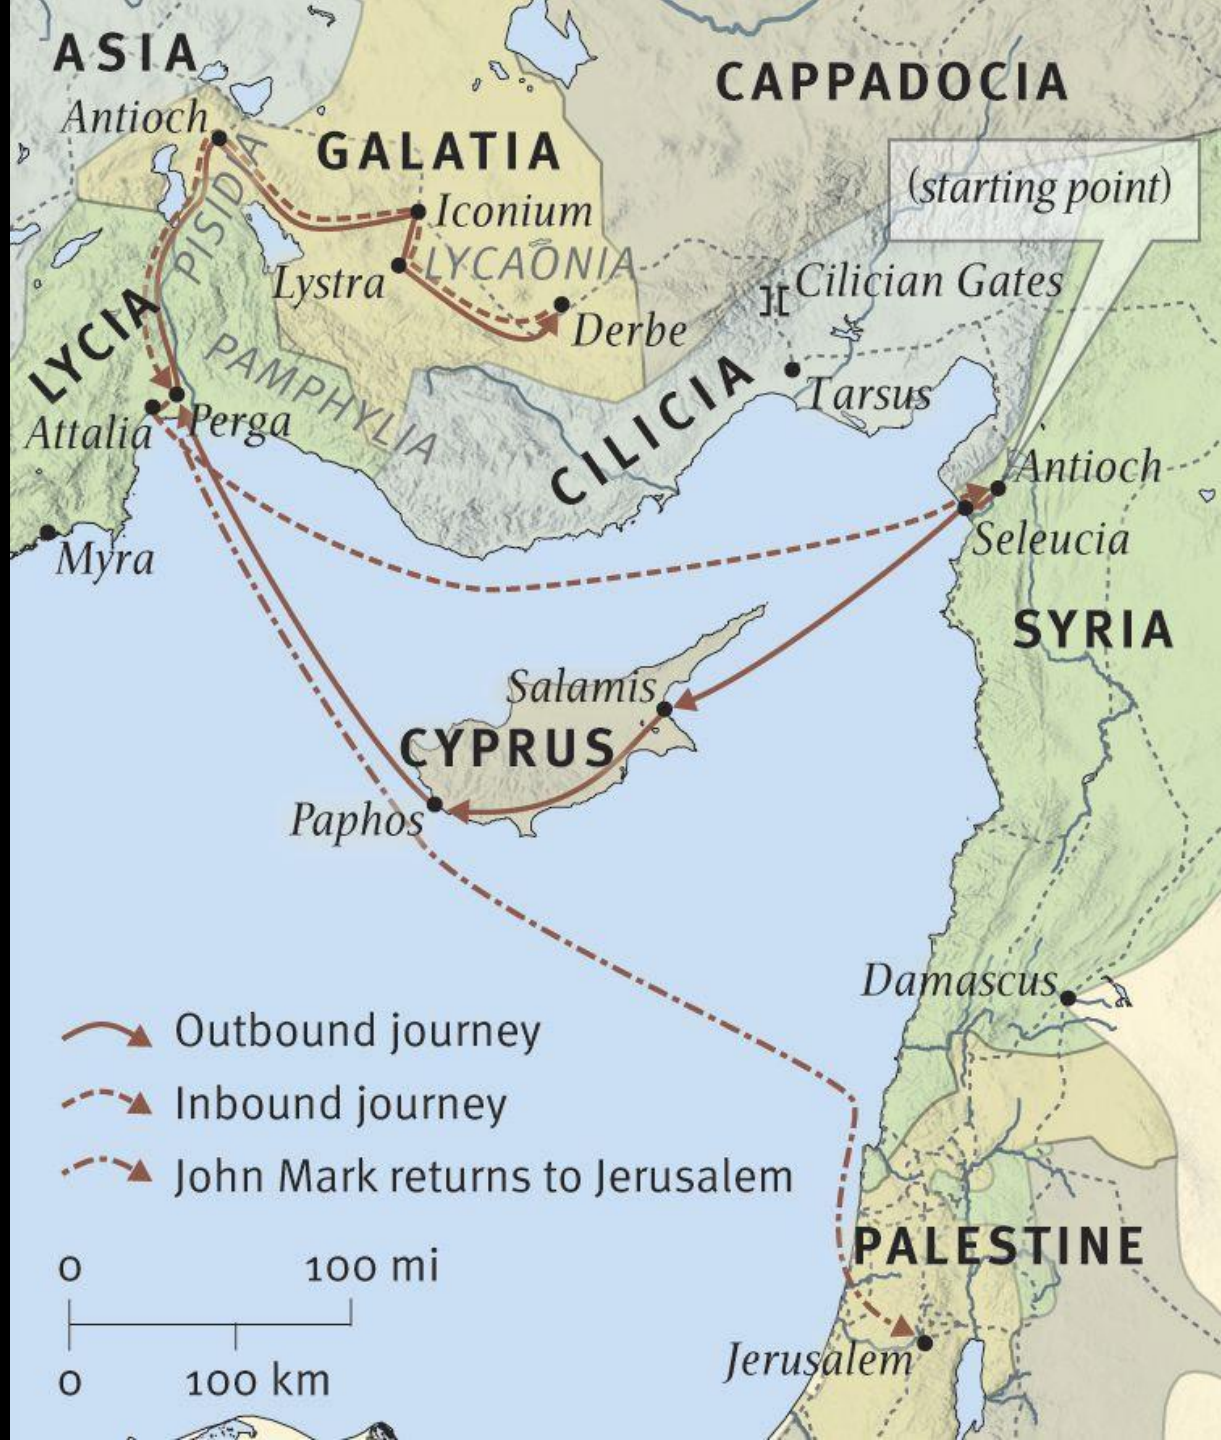 ASIA
CAPPADOCIA
Antioch
GALATIA
PISIDIA
(starting point)
Iconium
LYCAONIA
Lystra
Cilician Gates
Derbe
LYCIA
PAMPHYLIA
CILICIA
Tarsus
Attalia
Perga
Antioch
Seleucia
Myra
SYRIA
Salamis
CYPRUS
Paphos
Damascus
Outbound journey
Inbound journey
John Mark returns to Jerusalem
PALESTINE
0 100 mi
0 100 km
Jerusalem